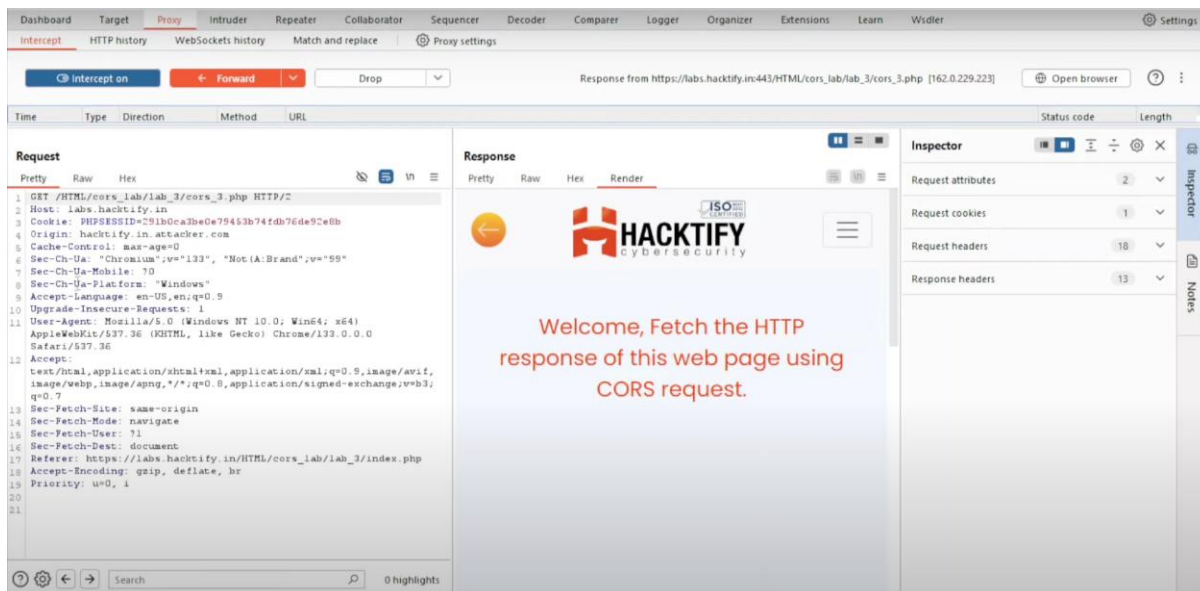 Dashboard Target Proxy Intruder Repeater Collaborator Sequencer Decoder Comparer Logger Organizer Extensions Learn Wsdler Settings
Intercept HTTP history WebSockets history Match and replace Proxy settings
Intercept on Forward Drop Response from https://labs.hacktify.in:443/HTML/cors_lab/lab_3/cors_3.php [162.0.229.223] Open browser
Time Type Direction Method URL Status code Length
Request
Pretty Raw Hex
1 GET /HTML/cors_lab/lab_3/cors_3.php HTTP/2
2 Host: labs.hacktify.in
3 Cookie: PHPSESSID=291b0ca3be0e79453b74fdb76de92e8b
4 Origin: hacktify.in.attacker.com
5 Cache-Control: max-age=0
6 Sec-Ch-Ua: "Chromium";v="133", "Not(A:Brand";v="99"
7 Sec-Ch-Ua-Mobile: ?0
8 Sec-Ch-Ua-Platform: "Windows"
9 Accept-Language: en-US,en;q=0.9
10 Upgrade-Insecure-Requests: 1
11 User-Agent: Mozilla/5.0 (Windows NT 10.0; Win64; x64)
AppleWebKit/537.36 (KHTML, like Gecko) Chrome/133.0.0.0
Safari/537.36
12 Accept:
text/html,application/xhtml+xml,application/xml;q=0.9,image/avif,
image/webp,image/apng,*/*;q=0.8,application/signed-exchange;v=b3;
q=0.7
13 Sec-Fetch-Site: same-origin
14 Sec-Fetch-Mode: navigate
15 Sec-Fetch-User: ?1
16 Sec-Fetch-Dest: document
17 Referer: https://labs.hacktify.in/HTML/cors_lab/lab_3/index.php
18 Accept-Encoding: gzip, deflate, br
19 Priority: u=0, i
20
21
Search 0 highlights
Response
Pretty Raw Hex Render
ISO
CERTIFIED
HACKTIFY
cybersecurity
Welcome, Fetch the HTTP
response of this web page using
CORS request.
Inspector
Request attributes 2
Request cookies 1
Request headers 18
Response headers 13
Inspector
Notes